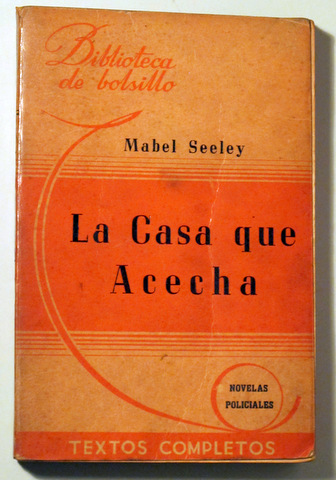 Biblioteca
de bolsillo
Mabel Seeley
La Casa que
Acecha
NOVELAS
POLICIALES
TEXTOS COMPLETOS